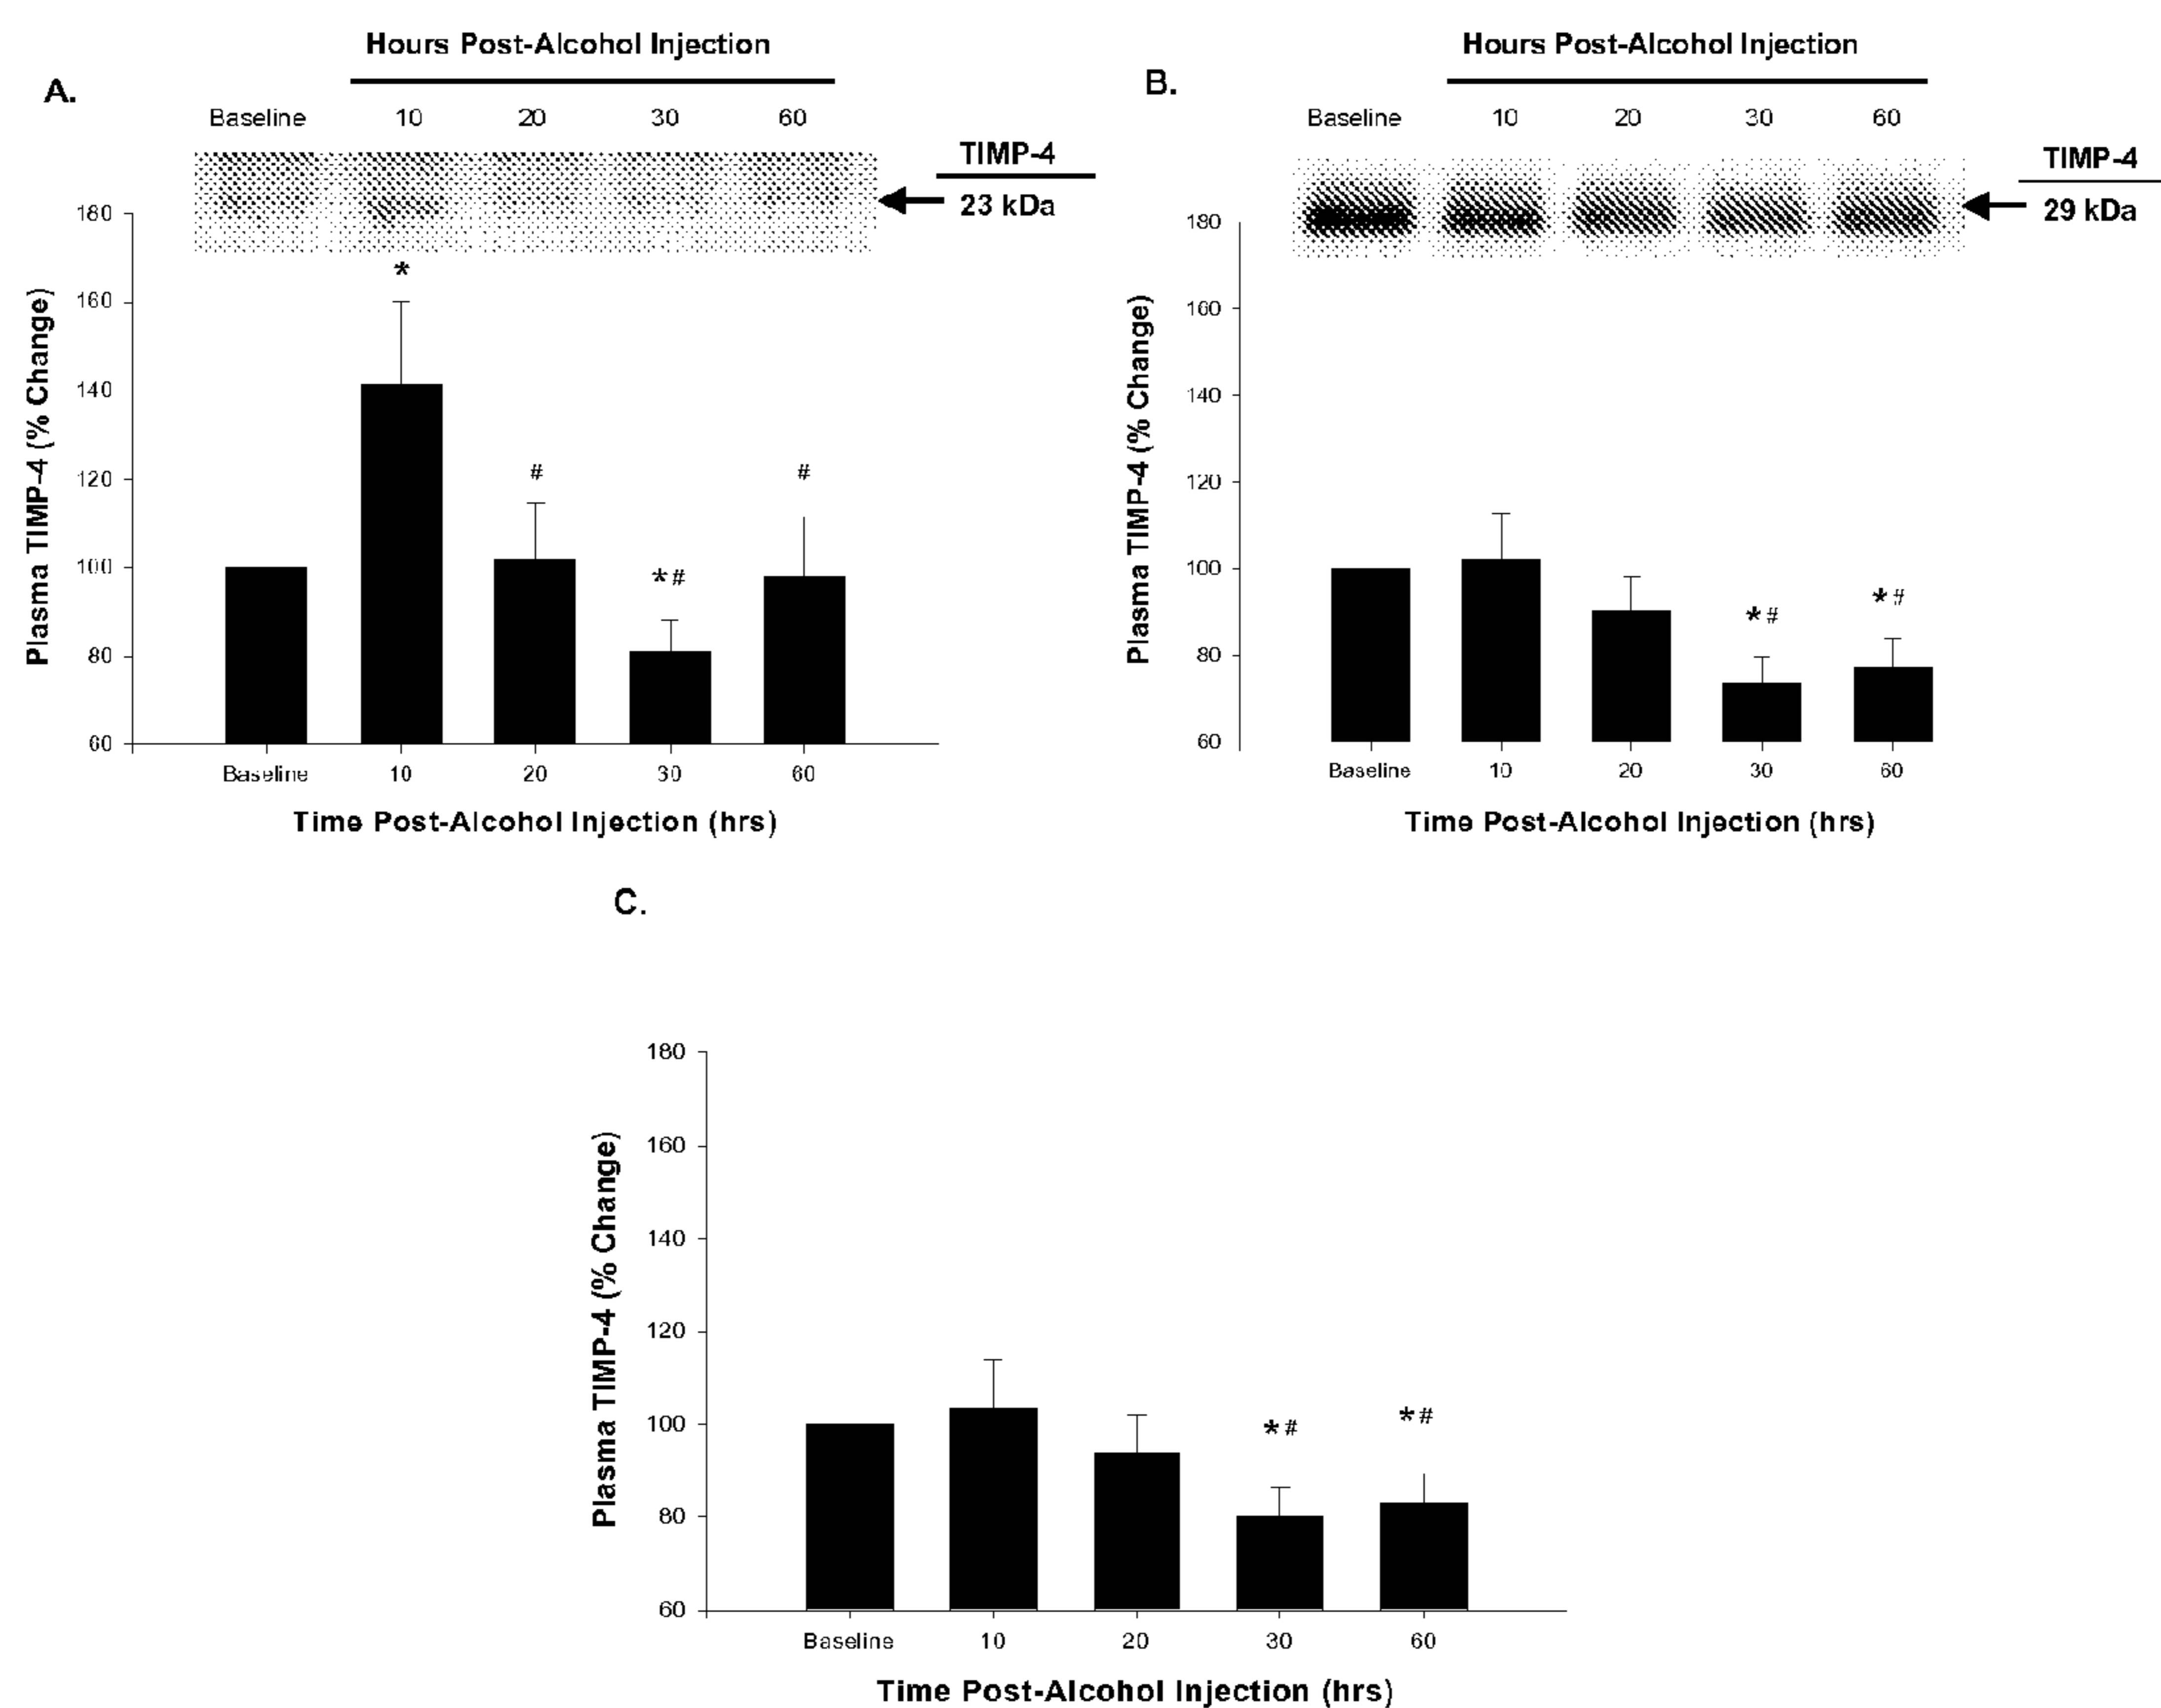 A.
Hours Post-Alcohol Injection
Baseline 10 20 30 60
TIMP-4
23 kDa
Plasma TIMP-4 (% Change)
180
160
140
120
100
80
60
*
#
*#
#
Baseline 10 20 30 60
Time Post-Alcohol Injection (hrs)
B.
Hours Post-Alcohol Injection
Baseline 10 20 30 60
TIMP-4
29 kDa
Plasma TIMP-4 (% Change)
180
160
140
120
100
80
60
*#
*#
Baseline 10 20 30 60
Time Post-Alcohol Injection (hrs)
C.
Plasma TIMP-4 (% Change)
180
160
140
120
100
80
60
*#
*#
Baseline 10 20 30 60
Time Post-Alcohol Injection (hrs)